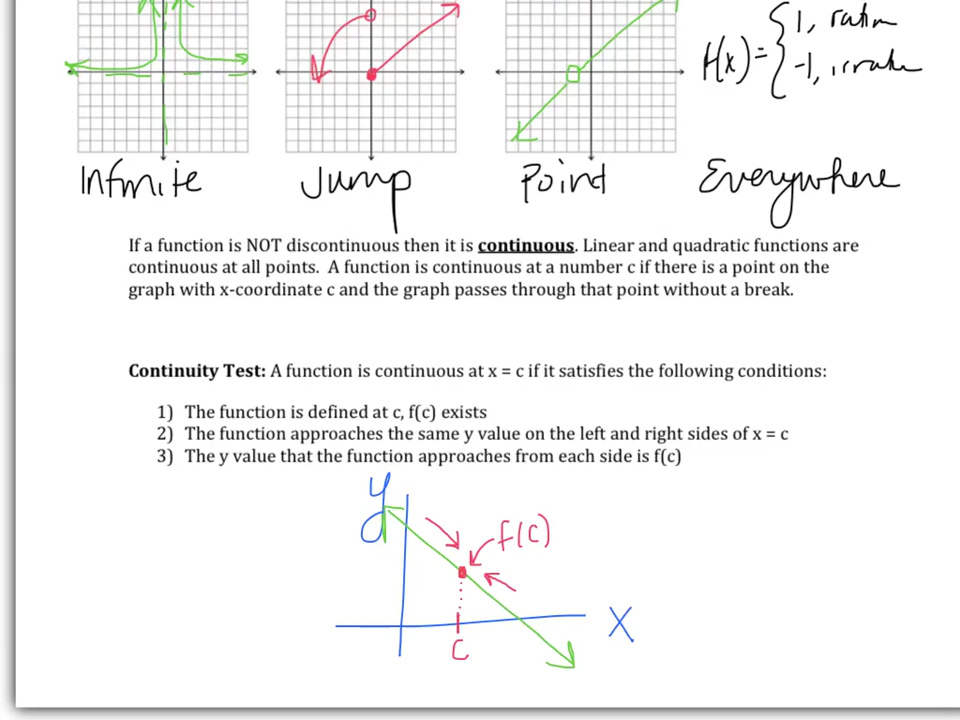 f(x) = { 1, ratio
-1, irratio
Infinite
Jump
Point
Everywhere
If a function is NOT discontinuous then it is continuous. Linear and quadratic functions are
continuous at all points. A function is continuous at a number c if there is a point on the
graph with x-coordinate c and the graph passes through that point without a break.
Continuity Test: A function is continuous at x = c if it satisfies the following conditions:
1) The function is defined at c, f(c) exists
2) The function approaches the same y value on the left and right sides of x = c
3) The y value that the function approaches from each side is f(c)
y
f(c)
x
c